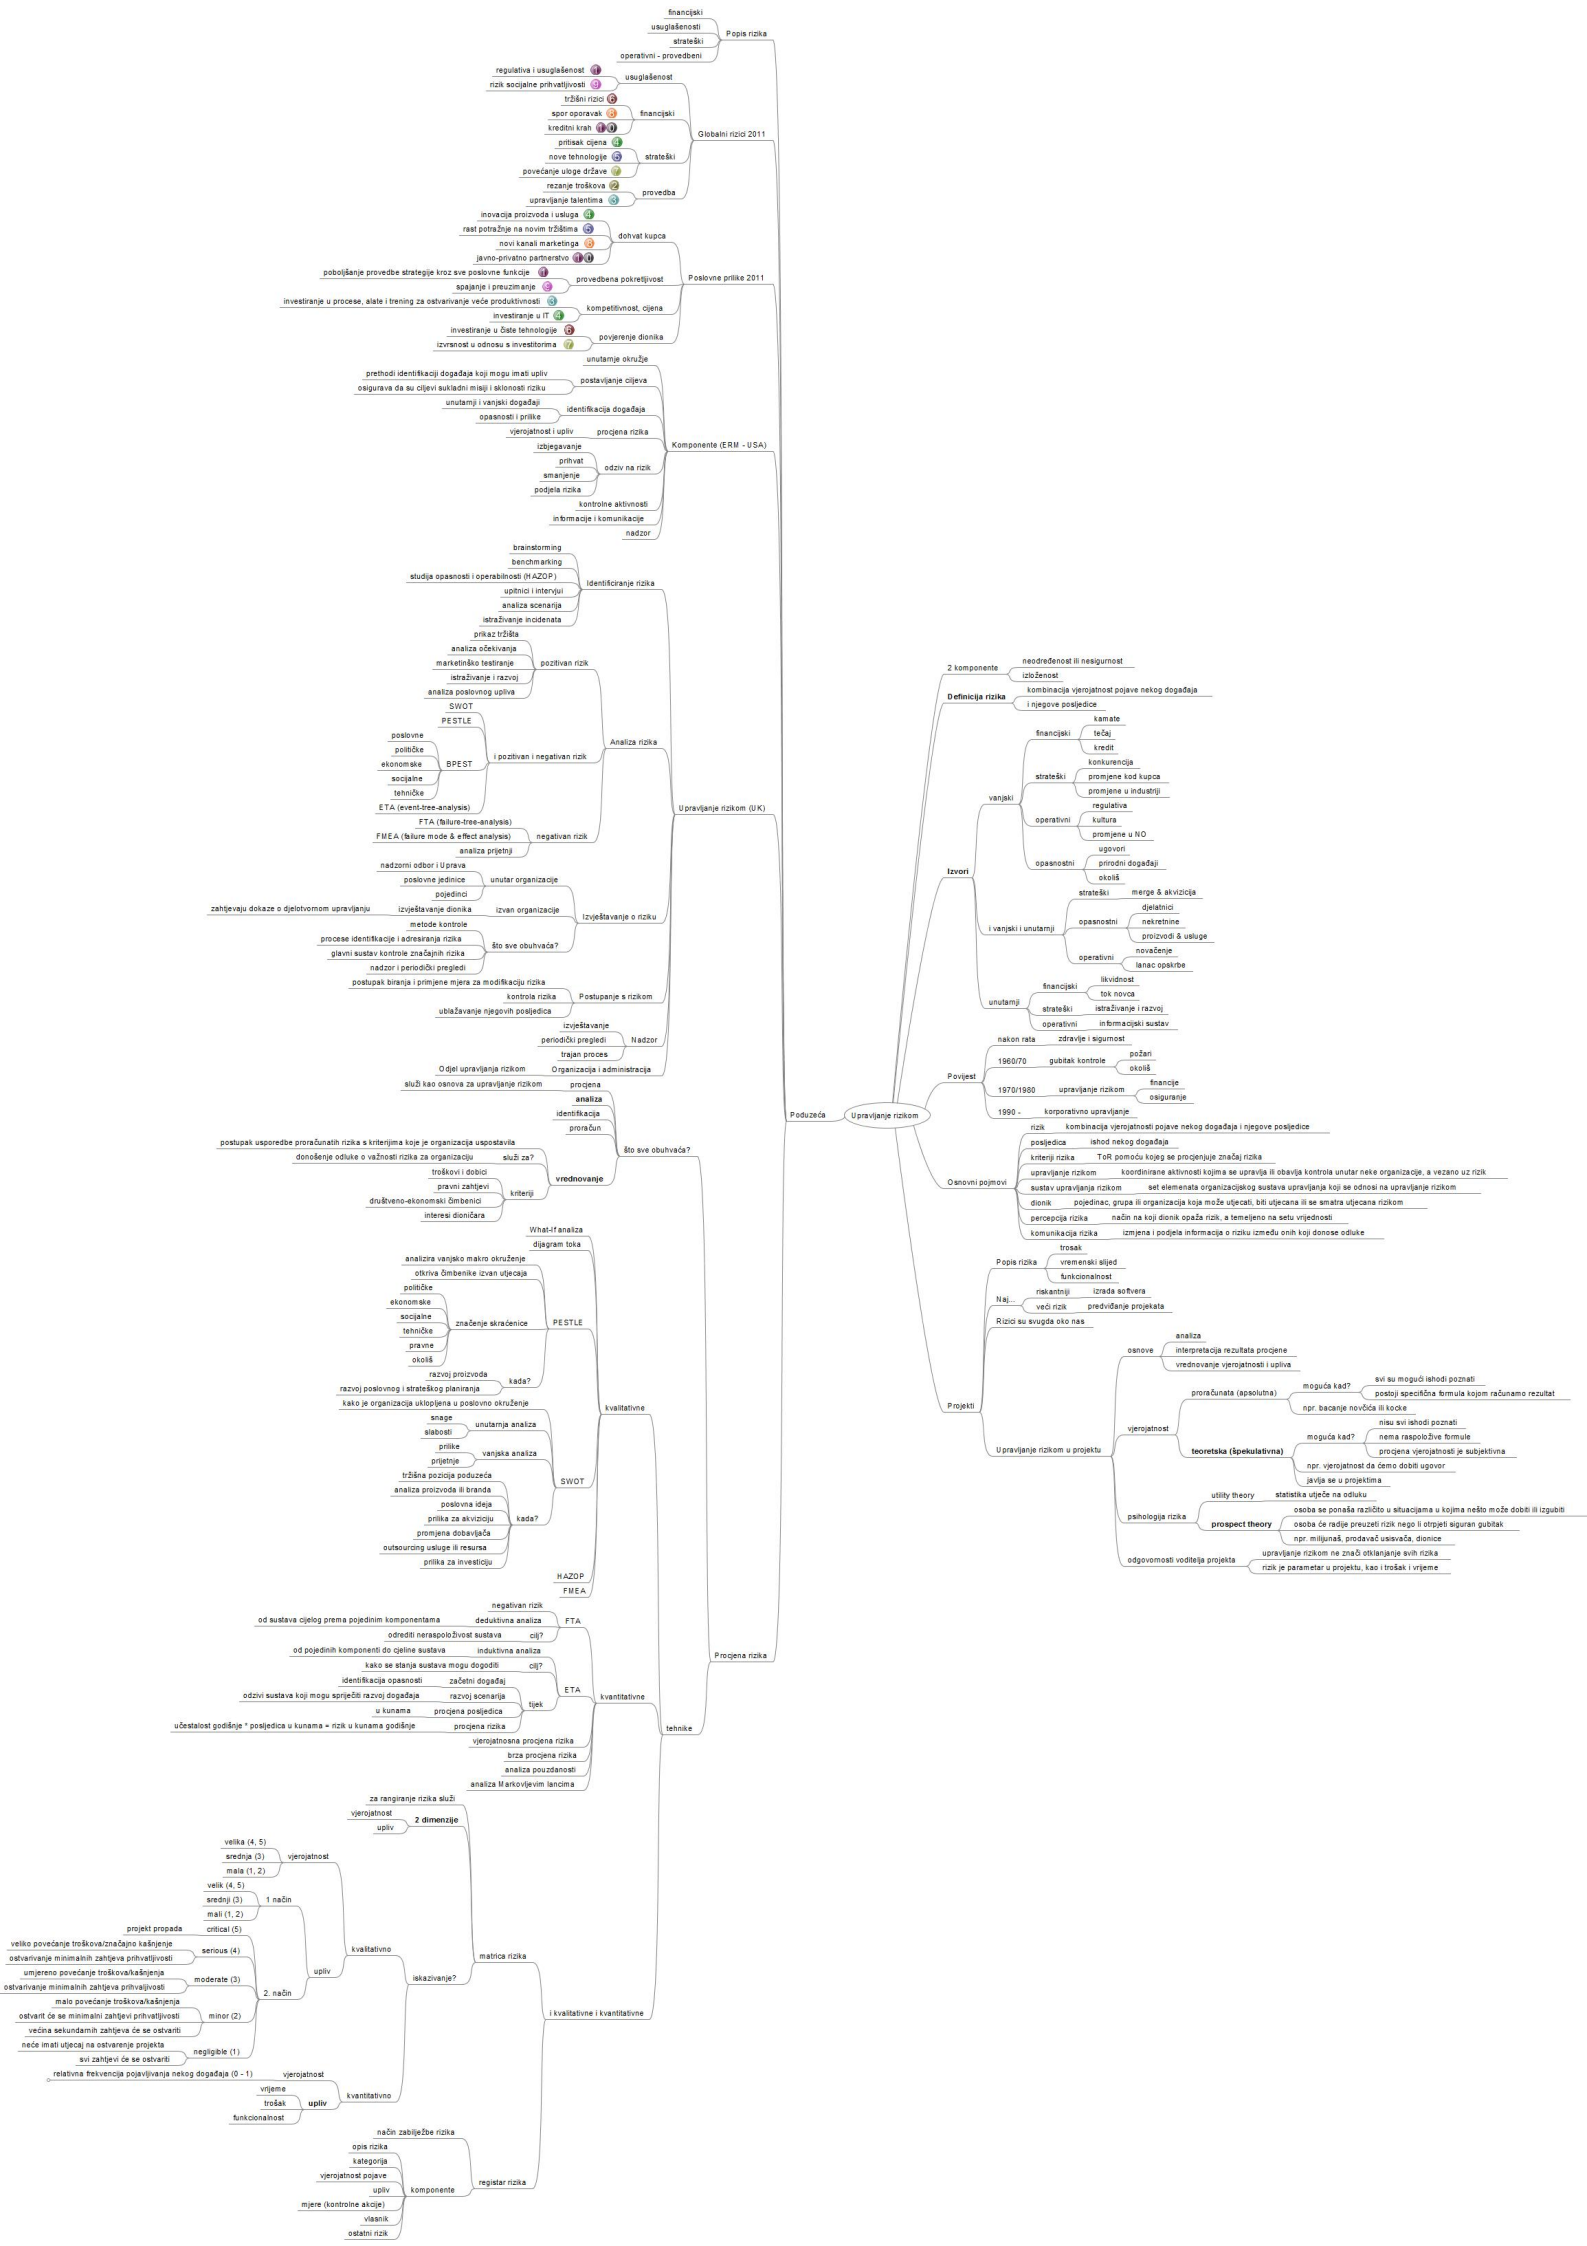 financijski
usuglašenosti
strateški
operativni - provedbeni
Popis rizika
regulativa i usuglašenost 1
rizik socijalne prihvatljivosti 9
usuglašenost
tržišni rizici 6
spor oporavak 8
kreditni krah 1 0
financijski
Globalni rizici 2011
pritisak cijena 4
nove tehnologije 5
povećanje uloge države 7
strateški
rezanje troškova 2
upravljanje talentima 3
provedba
inovacija proizvoda i usluga 4
rast potražnje na novim tržištima 5
novi kanali marketinga 8
javno-privatno partnerstvo 1 0
dohvat kupca
poboljšanje provedbe strategije kroz sve poslovne funkcije 1
spajanje i preuzimanje 9
provedbena pokretljivost
Poslovne prilike 2011
investiranje u procese, alate i trening za ostvarivanje veće produktivnosti 3
investiranje u IT 4
kompetitivnost, cijena
investiranje u čiste tehnologije 6
izvrsnost u odnosu s investitorima 7
povjerenje dionika
unutarnje okružje
prethodi identifikaciji događaja koji mogu imati upliv
osigurava da su ciljevi sukladni misiji i sklonosti riziku
postavljanje ciljeva
unutarnji i vanjski događaji
opasnosti i prilike
identifikacija događaja
vjerojatnost i upliv
procjena rizika
Komponente (ERM - USA)
izbjegavanje
prihvat
smanjenje
podjela rizika
odziv na rizik
kontrolne aktivnosti
informacije i komunikacije
nadzor
brainstorming
benchmarking
studija opasnosti i operabilnosti (HAZOP)
upitnici i intervjui
analiza scenarija
istraživanje incidenata
Identificiranje rizika
prikaz tržišta
analiza očekivanja
marketinško testiranje
istraživanje i razvoj
analiza poslovnog upliva
pozitivan rizik
SWOT
PESTLE
poslovne
političke
ekonomske
socijalne
tehničke
BPEST
ETA (event-tree-analysis)
i pozitivan i negativan rizik
Analiza rizika
FTA (failure-tree-analysis)
FMEA (failure mode & effect analysis)
analiza prijetnji
negativan rizik
Upravljanje rizikom (UK)
nadzorni odbor i Uprava
poslovne jedinice
pojedinci
unutar organizacije
zahtjevaju dokaze o djelotvornom upravljanju
izvještavanje dionika
izvan organizacije
Izvještavanje o riziku
metode kontrole
procese identifikacije i adresiranja rizika
glavni sustav kontrole značajnih rizika
nadzor i periodički pregledi
što sve obuhvaća?
postupak biranja i primjene mjera za modifikaciju rizika
kontrola rizika
ublažavanje njegovih posljedica
Postupanje s rizikom
izvještavanje
periodički pregledi
trajan proces
Nadzor
Odjel upravljanja rizikom
Organizacija i administracija
služi kao osnova za upravljanje rizikom
procjena
analiza
identifikacija
proračun
što sve obuhvaća?
postupak usporedbe proračunatih rizika s kriterijima koje je organizacija uspostavila
donošenje odluke o važnosti rizika za organizaciju
služi za?
vrednovanje
troškovi i dobici
pravni zahtjevi
društveno-ekonomski čimbenici
interesi dioničara
kriteriji
What-If analiza
dijagram toka
analizira vanjsko makro okruženje
otkriva čimbenike izvan utjecaja
političke
ekonomske
socijalne
tehničke
pravne
okoliš
značenje skraćenice
PESTLE
razvoj proizvoda
razvoj poslovnog i strateškog planiranja
kada?
kvalitativne
kako je organizacija uklopljena u poslovno okruženje
snage
slabosti
unutarnja analiza
prilike
prijetnje
vanjska analiza
SWOT
tržišna pozicija poduzeća
analiza proizvoda ili branda
poslovna ideja
prilika za akviziciju
promjena dobavljača
outsourcing usluge ili resursa
prilika za investiciju
kada?
HAZOP
FMEA
negativan rizik
od sustava cijelog prema pojedinim komponentama
deduktivna analiza
odrediti neraspoloživost sustava
cilj?
FTA
od pojedinih komponenti do cjeline sustava
induktivna analiza
kako se stanja sustava mogu dogoditi
cilj?
ETA
identifikacija opasnosti
začetni događaj
odzivi sustava koji mogu spriječiti razvoj događaja
razvoj scenarija
u kunama
procjena posljedica
učestalost godišnje * posljedica u kunama = rizik u kunama godišnje
procjena rizika
tijek
kvantitativne
vjerojatnosna procjena rizika
brza procjena rizika
analiza pouzdanosti
analiza Markovljevim lancima
Procjena rizika
tehnike
za rangiranje rizika služi
vjerojatnost
upliv
2 dimenzije
velika (4, 5)
srednja (3)
mala (1, 2)
vjerojatnost
velik (4, 5)
srednji (3)
mali (1, 2)
1 način
projekt propada
critical (5)
veliko povećanje troškova/značajno kašnjenje
ostvarivanje minimalnih zahtjeva prihvatljivosti
serious (4)
umjereno povećanje troškova/kašnjenja
ostvarivanje minimalnih zahtjeva prihvaljivosti
moderate (3)
malo povećanje troškova/kašnjenja
ostvarit će se minimalni zahtjevi prihvatljivosti
većina sekundarnih zahtjeva će se ostvariti
minor (2)
neće imati utjecaj na ostvarenje projekta
svi zahtjevi će se ostvariti
negligible (1)
2. način
upliv
kvalitativno
iskazivanje?
matrica rizika
relativna frekvencija pojavljivanja nekog događaja (0 - 1)
vjerojatnost
vrijeme
trošak
funkcionalnost
upliv
kvantitativno
i kvalitativne i kvantitativne
način zabilježbe rizika
opis rizika
kategorija
vjerojatnost pojave
upliv
mjere (kontrolne akcije)
vlasnik
ostatni rizik
komponente
registar rizika
Poduzeća
Upravljanje rizikom
2 komponente
neodređenost ili nesigurnost
izloženost
Definicija rizika
kombinacija vjerojatnost pojave nekog događaja
i njegove posljedice
Izvori
vanjski
financijski
kamate
tečaj
kredit
strateški
konkurencija
promjene kod kupca
promjene u industriji
operativni
regulativa
kultura
promjene u NO
opasnostni
ugovori
prirodni događaji
okoliš
i vanjski i unutarnji
strateški
merge & akvizicija
opasnostni
djelatnici
nekretnine
proizvodi & usluge
operativni
novačenje
lanac opskrbe
unutarnji
financijski
likvidnost
tok novca
strateški
istraživanje i razvoj
operativni
informacijski sustav
Povijest
nakon rata
zdravlje i sigurnost
1960/70
gubitak kontrole
požari
okoliš
1970/1980
upravljanje rizikom
financije
osiguranje
1990 -
korporativno upravljanje
Osnovni pojmovi
rizik
kombinacija vjerojatnosti pojave nekog događaja i njegove posljedice
posljedica
ishod nekog događaja
kriteriji rizika
ToR pomoću kojeg se procjenjuje značaj rizika
upravljanje rizikom
koordinirane aktivnosti kojima se upravlja ili obavlja kontrola unutar neke organizacije, a vezano uz rizik
sustav upravljanja rizikom
set elemenata organizacijskog sustava upravljanja koji se odnosi na upravljanje rizikom
dionik
pojedinac, grupa ili organizacija koja može utjecati, biti utjecana ili se smatra utjecana rizikom
percepcija rizika
način na koji dionik opaža rizik, a temeljeno na setu vrijednosti
komunikacija rizika
izmjena i podjela informacija o riziku između onih koji donose odluke
Projekti
Popis rizika
trosak
vremenski slijed
funkcionalnost
Naj...
riskantniji
izrada softvera
veći rizik
predviđanje projekata
Rizici su svugda oko nas
Upravljanje rizikom u projektu
osnove
analiza
interpretacija rezultata procjene
vrednovanje vjerojatnosti i upliva
vjerojatnost
proračunata (apsolutna)
moguća kad?
svi su mogući ishodi poznati
postoji specifična formula kojom računamo rezultat
npr. bacanje novčića ili kocke
teoretska (špekulativna)
moguća kad?
nisu svi ishodi poznati
nema raspoložive formule
procjena vjerojatnosti je subjektivna
npr. vjerojatnost da ćemo dobiti ugovor
javlja se u projektima
psihologija rizika
utility theory
statistika utječe na odluku
prospect theory
osoba se ponaša različito u situacijama u kojima nešto može dobiti ili izgubiti
osoba će radije preuzeti rizik nego li otrpjeti siguran gubitak
npr. milijunaš, prodavač usisvača, dionice
odgovornosti voditelja projekta
upravljanje rizikom ne znači otklanjanje svih rizika
rizik je parametar u projektu, kao i trošak i vrijeme